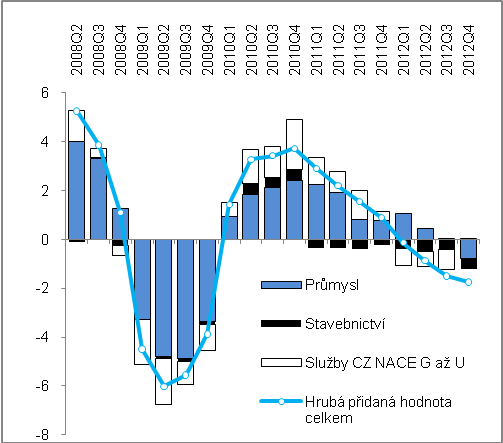 2008Q2
2008Q3
2008Q4
2009Q1
2009Q2
2009Q3
2009Q4
2010Q1
2010Q2
2010Q3
2010Q4
2011Q1
2011Q2
2011Q3
2011Q4
2012Q1
2012Q2
2012Q3
2012Q4
6
4
2
0
-2
-4
-6
-8
Průmysl
Stavebnictví
Služby CZ NACE G až U
Hrubá přidaná hodnota
celkem